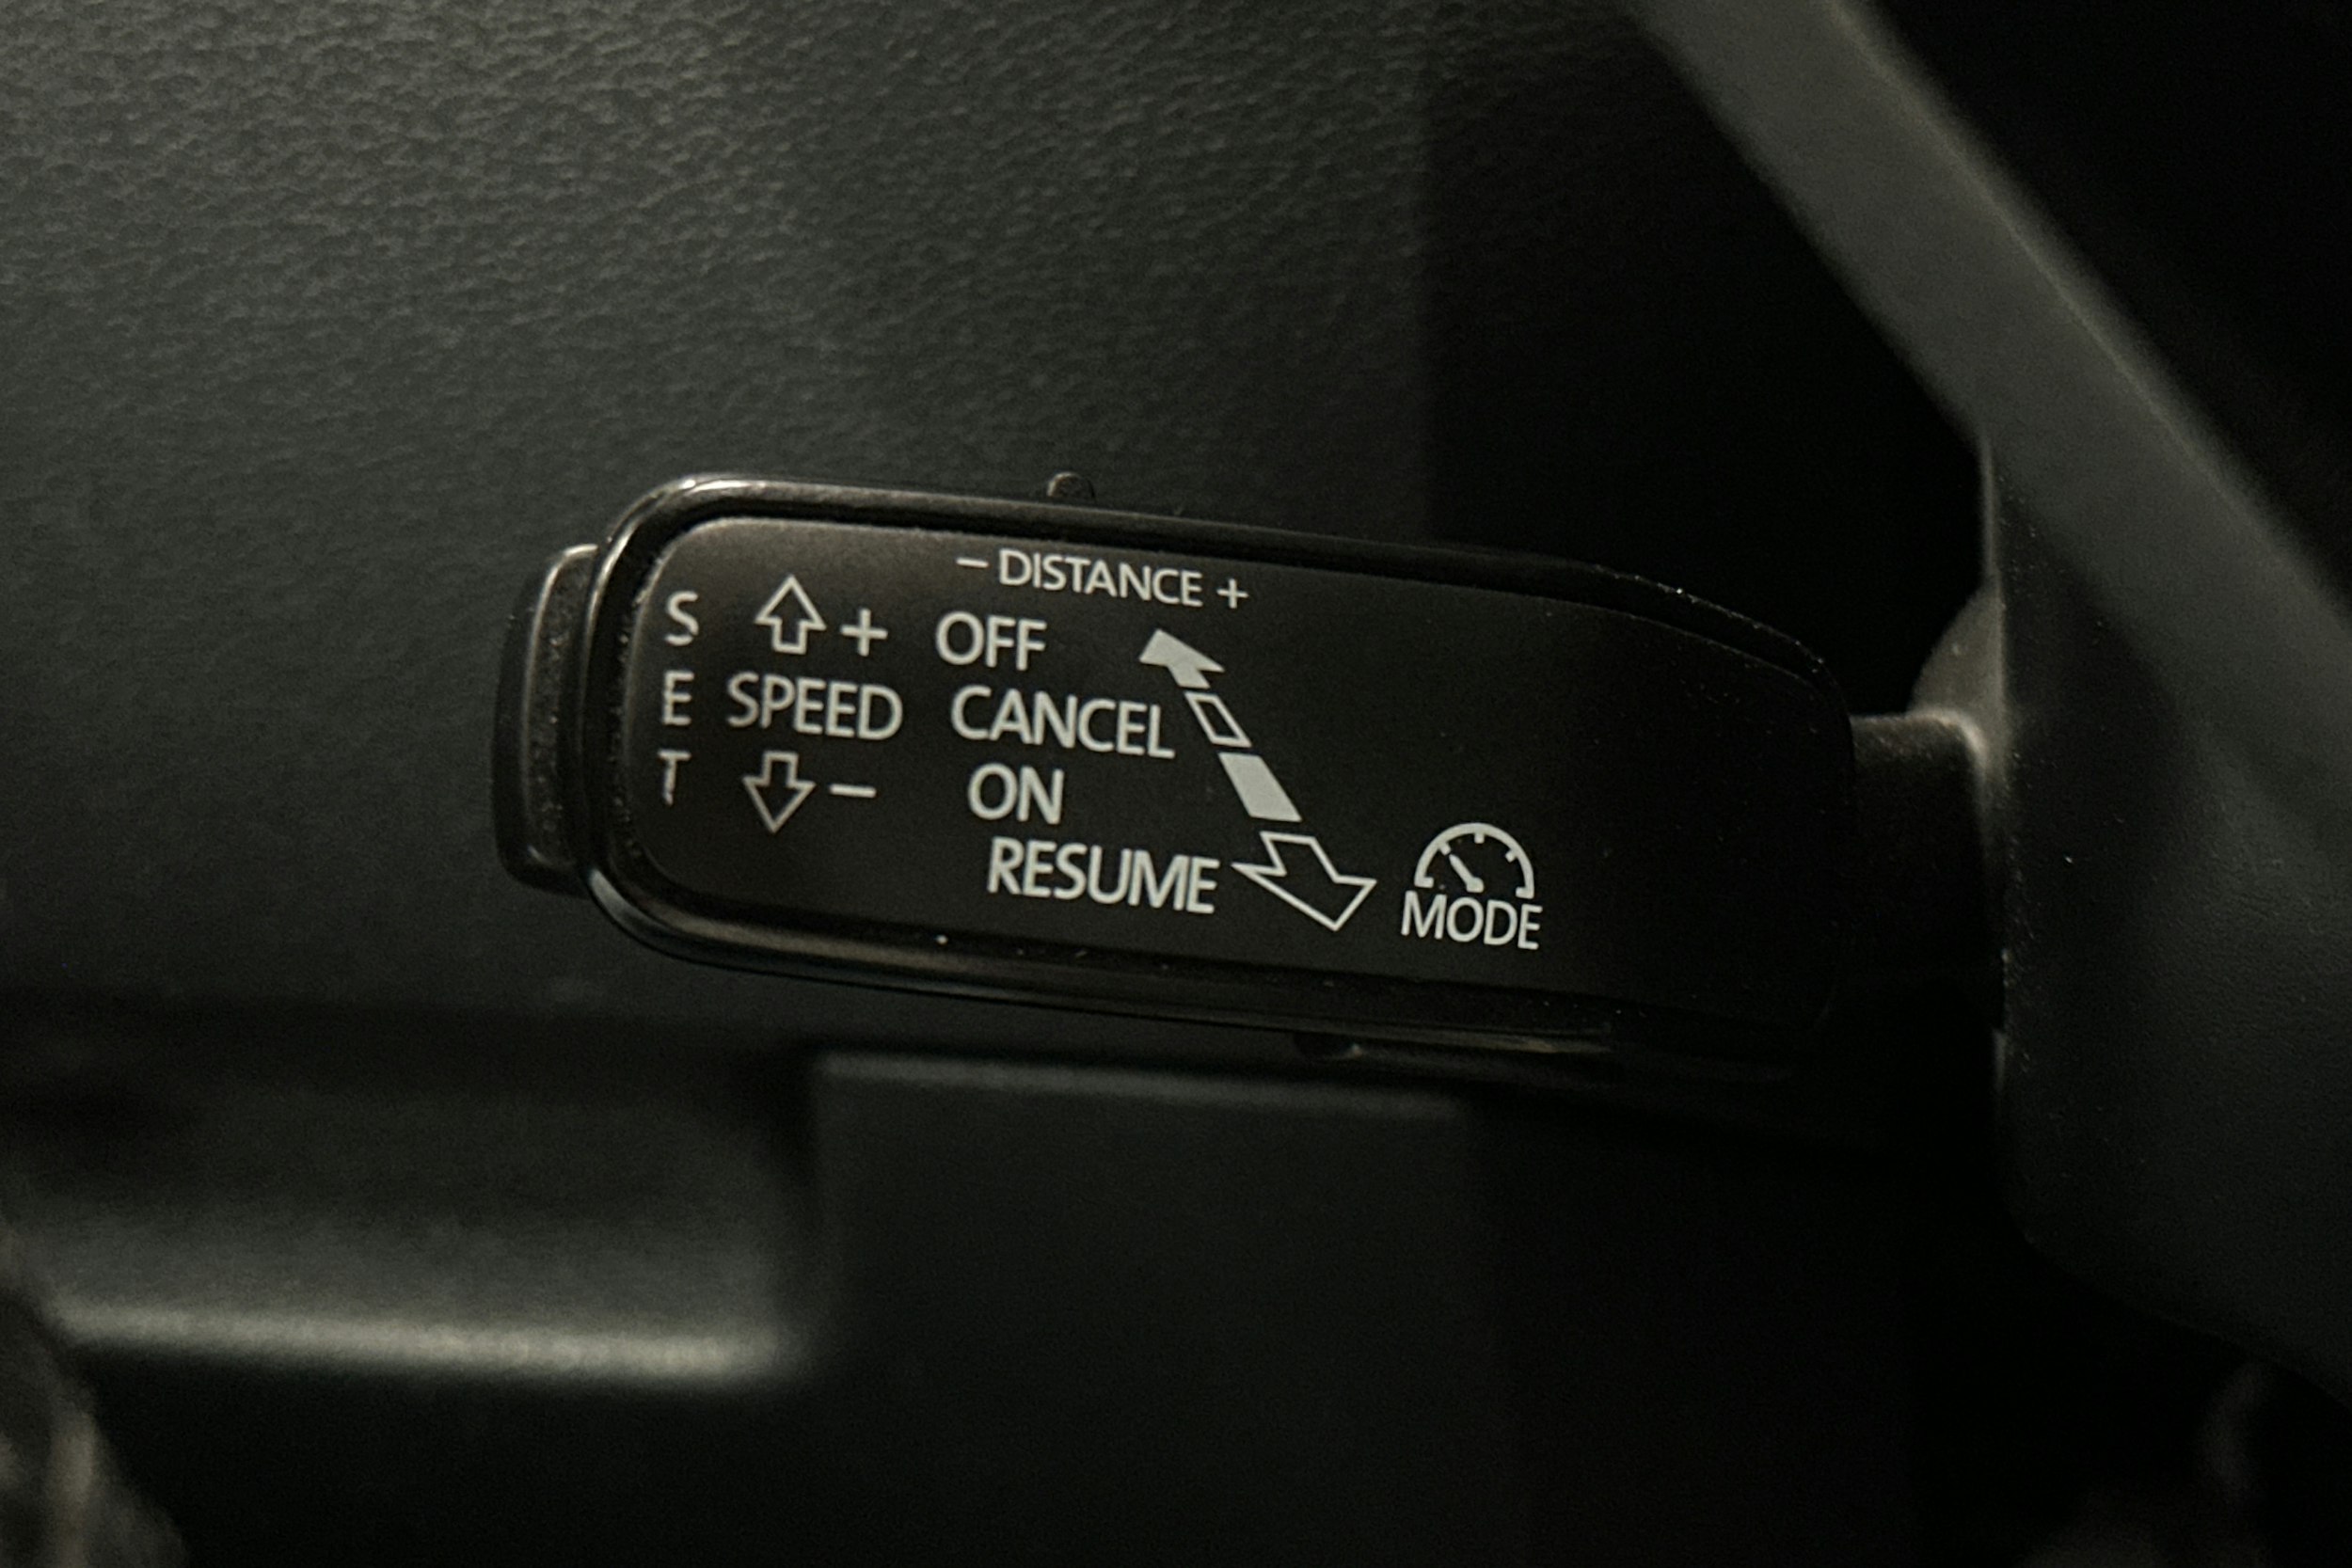 − DISTANCE +
S + OFF
E SPEED CANCEL
T − ON
RESUME
MODE